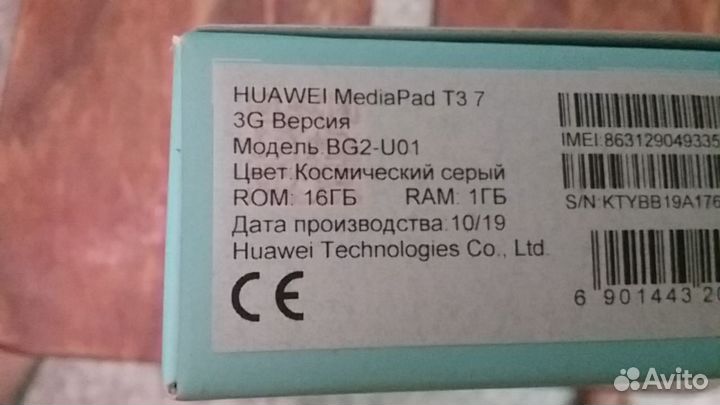 HUAWEI MediaPad T3 7
3G Версия
Модель:BG2-U01
Цвет:Космический серый
ROM: 16ГБ RAM: 1ГБ
Дата производства:10/19
Huawei Technologies Co., Ltd.
CE
IMEI:863129049335
S/N:KTYBB19A176
6 901443 20
Avito